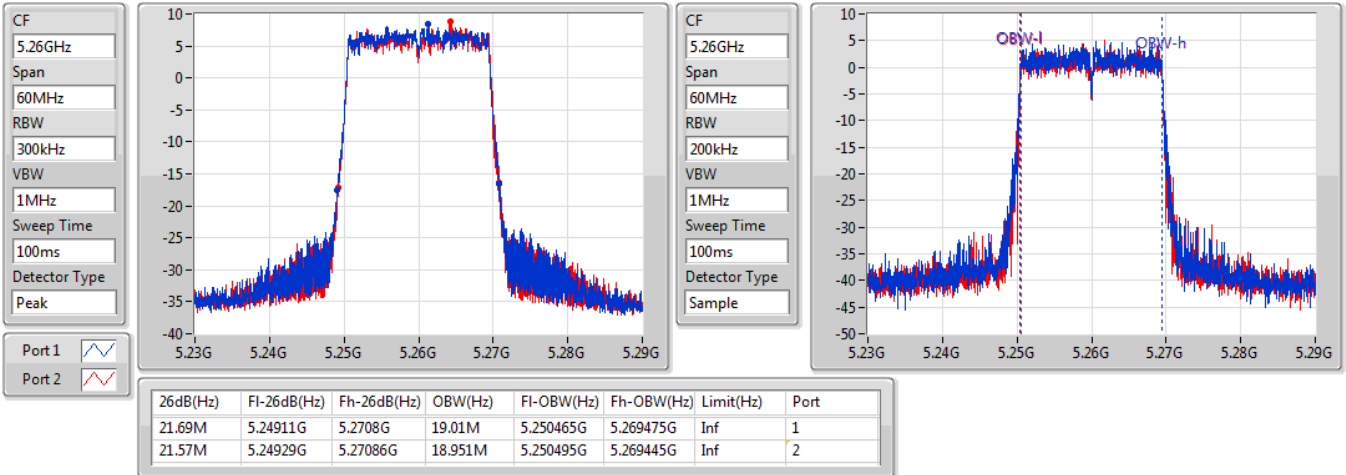 CF
5.26GHz
Span
60MHz
RBW
300kHz
VBW
1MHz
Sweep Time
100ms
Detector Type
Peak
Port 1
Port 2
10-
5-
0-
-5-
-10-
-15-
-20-
-25-
-30-
-35-
-40-
5.23G 5.24G 5.25G 5.26G 5.27G 5.28G 5.29G
CF
5.26GHz
Span
60MHz
RBW
200kHz
VBW
1MHz
Sweep Time
100ms
Detector Type
Sample
10-
5-
0-
-5-
-10-
-15-
-20-
-25-
-30-
-35-
-40-
-45-
-50-
OBW-l OBW-h
5.23G 5.24G 5.25G 5.26G 5.27G 5.28G 5.29G
26dB(Hz) Fl-26dB(Hz) Fh-26dB(Hz) OBW(Hz) Fl-OBW(Hz) Fh-OBW(Hz) Limit(Hz) Port
21.69M 5.24911G 5.2708G 19.01M 5.250465G 5.269475G Inf 1
21.57M 5.24929G 5.27086G 18.951M 5.250495G 5.269445G Inf 2